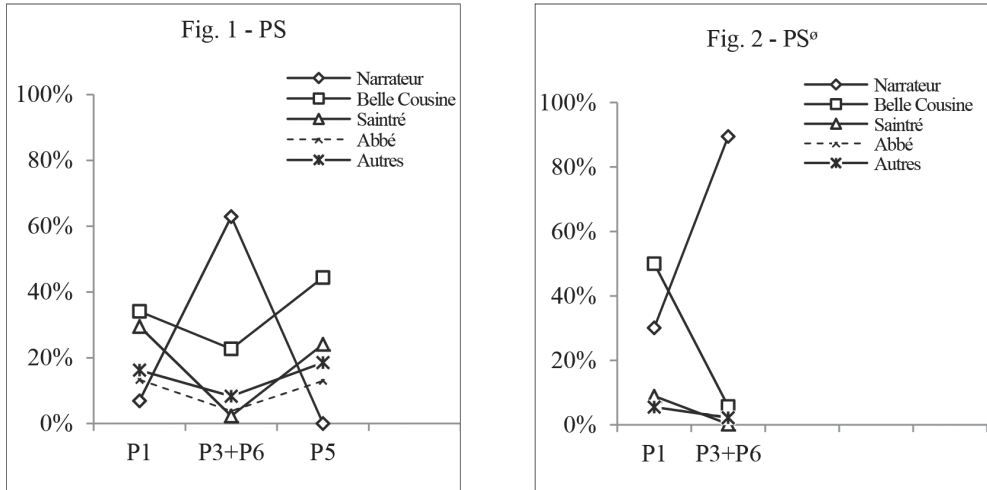 Fig. 1 - PS
Narrateur
Belle Cousine
Saintré
Abbé
Autres
100%
80%
60%
40%
20%
0%
P1 P3+P6 P5
Fig. 2 - PSø
Narrateur
Belle Cousine
Saintré
Abbé
Autres
100%
80%
60%
40%
20%
0%
P1 P3+P6